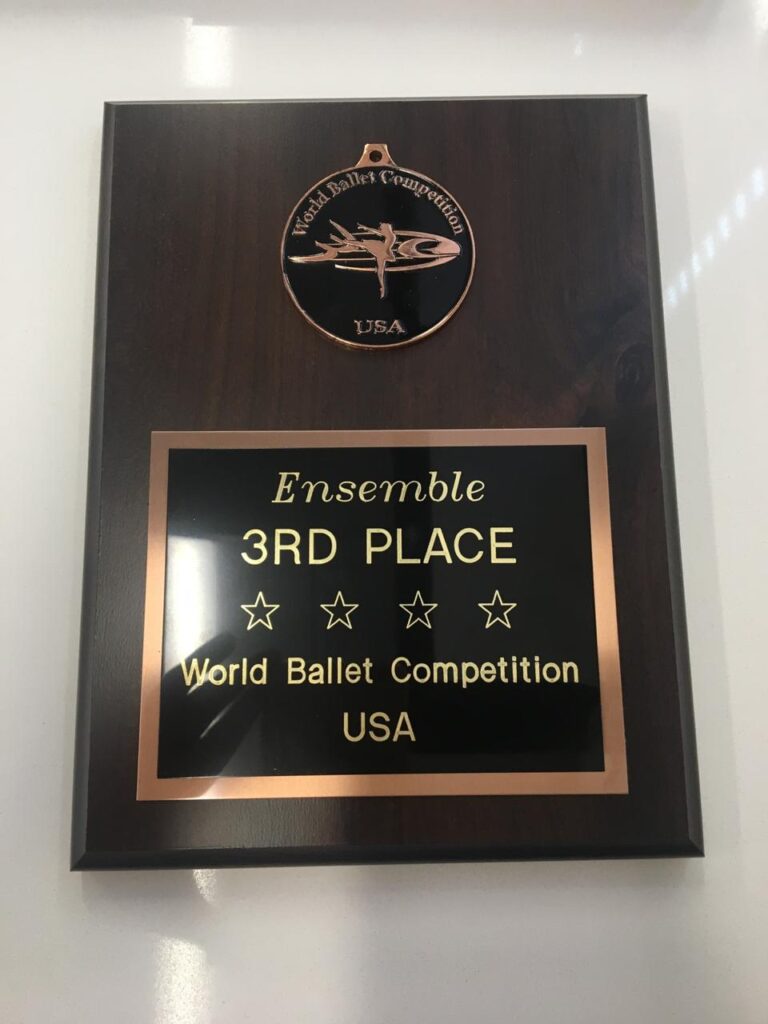 World Ballet Competition
USA
Ensemble
3RD PLACE
World Ballet Competition
USA